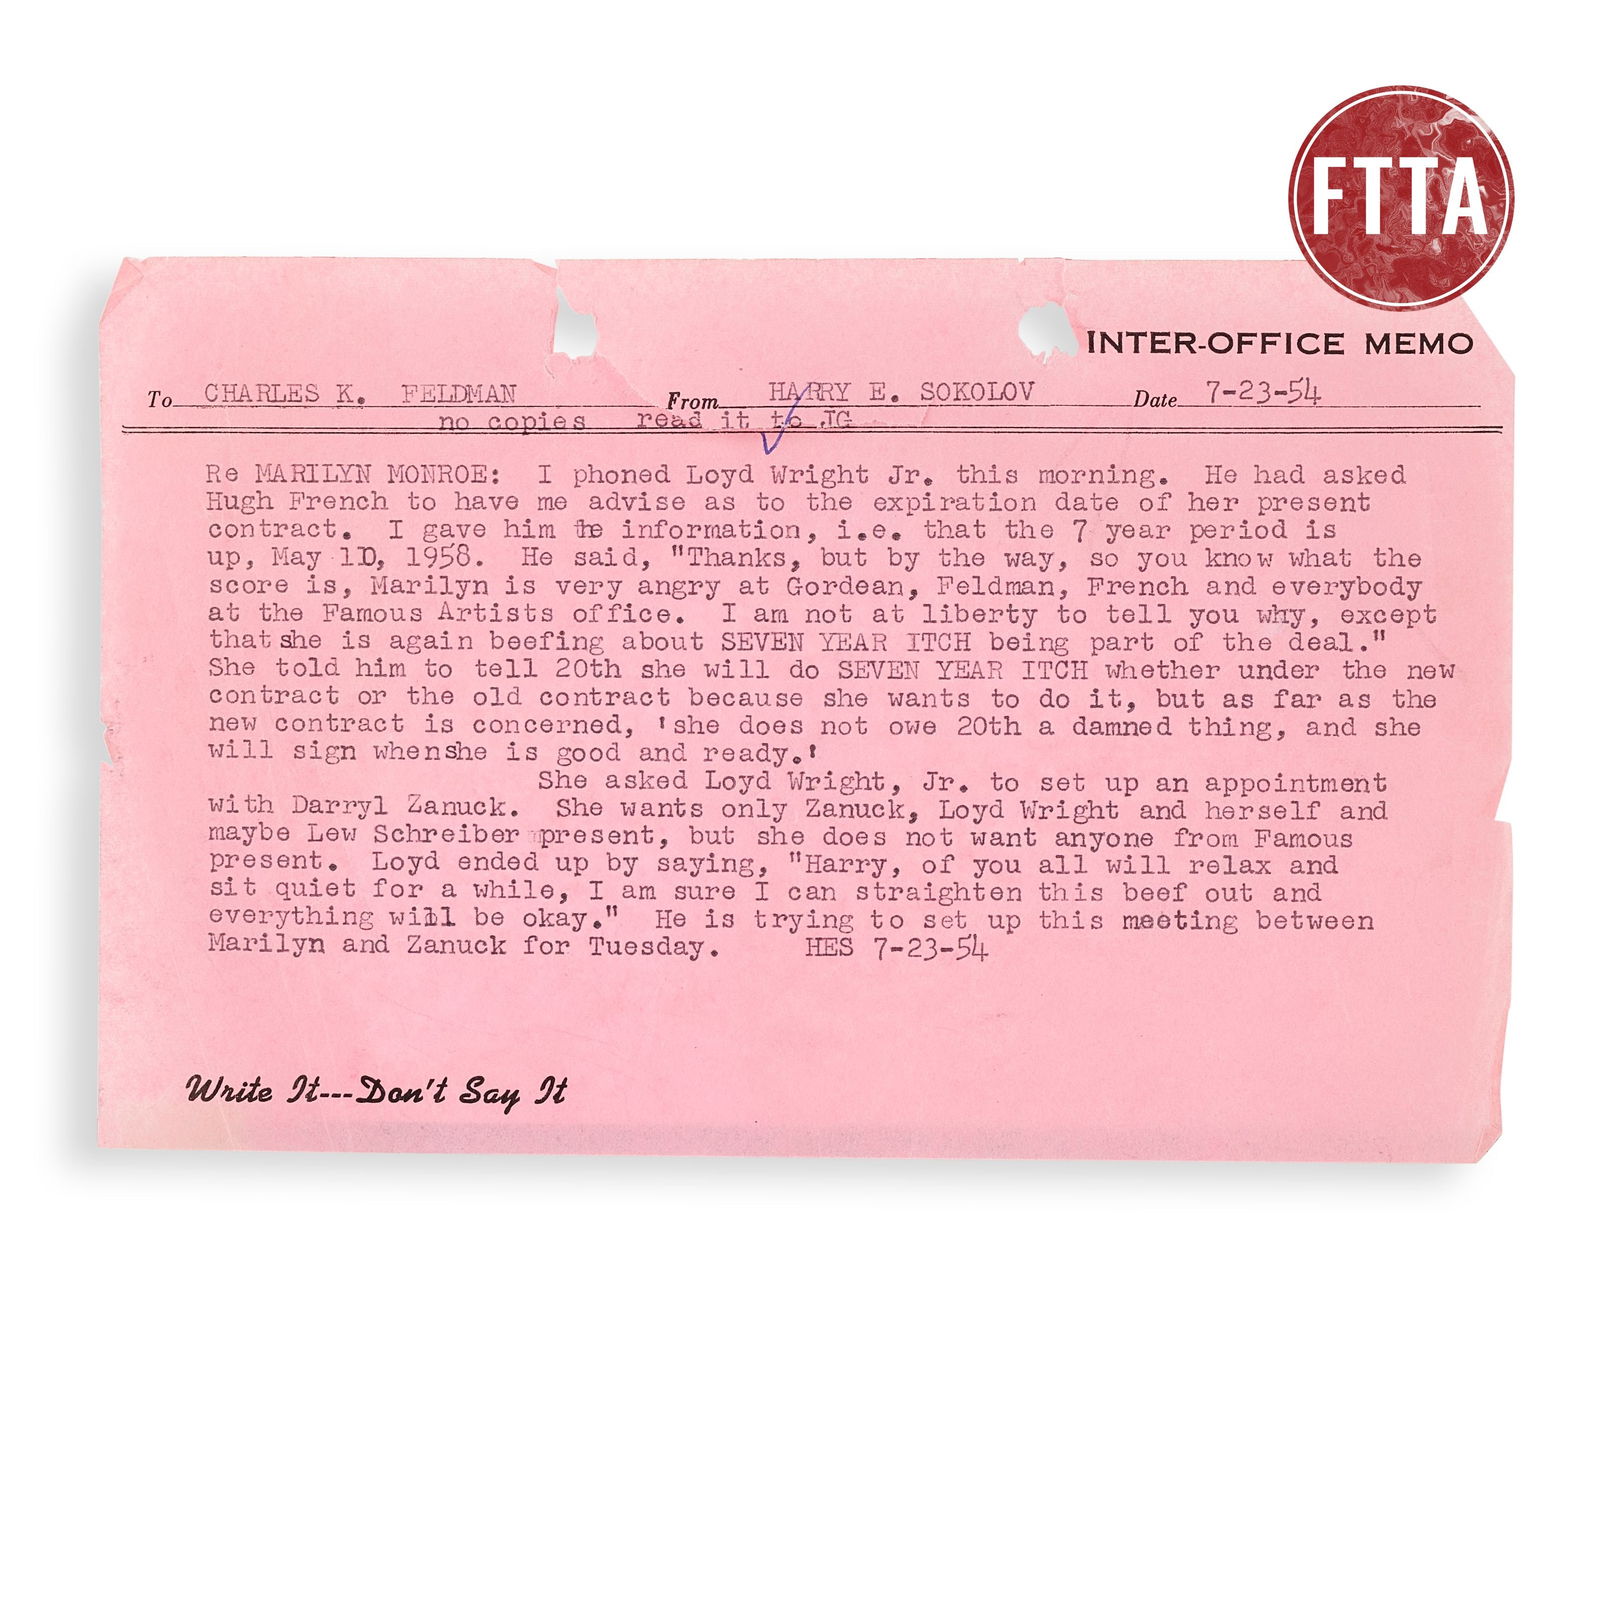 FTTA
INTER-OFFICE MEMO
To CHARLES K. FELDMAN From HARRY E. SOKOLOV Date 7-23-54
no copies read it to JG
Re MARILYN MONROE: I phoned Loyd Wright Jr. this morning. He had asked
Hugh French to have me advise as to the expiration date of her present
contract. I gave him the information, i.e. that the 7 year period is
up, May 1D, 1958. He said, "Thanks, but by the way, so you know what the
score is, Marilyn is very angry at Gordean, Feldman, French and everybody
at the Famous Artists office. I am not at liberty to tell you why, except
that she is again beefing about SEVEN YEAR ITCH being part of the deal."
She told him to tell 20th she will do SEVEN YEAR ITCH whether under the new
contract or the old contract because she wants to do it, but as far as the
new contract is concerned, 'she does not owe 20th a damned thing, and she
will sign whenshe is good and ready.'
She asked Loyd Wright, Jr. to set up an appointment
with Darryl Zanuck. She wants only Zanuck, Loyd Wright and herself and
maybe Lew Schreiber present, but she does not want anyone from Famous
present. Loyd ended up by saying, "Harry, of you all will relax and
sit quiet for a while, I am sure I can straighten this beef out and
everything will be okay." He is trying to set up this meeting between
Marilyn and Zanuck for Tuesday. HES 7-23-54
Write It---Don't Say It